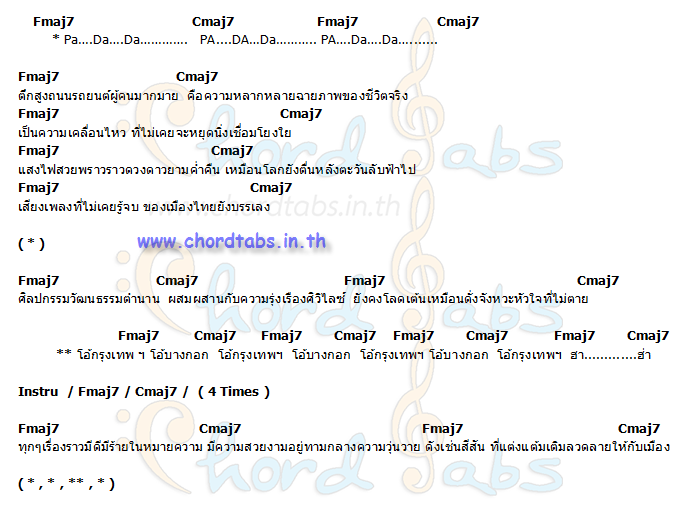 Fmaj7 Cmaj7 Fmaj7 Cmaj7
* Pa....Da....Da............ PA....DA...Da........... PA....Da....Da..........
Fmaj7 Cmaj7
ตึกสูงถนนรถยนต์ผู้คนมากมาย คือความหลากหลายฉายภาพของชีวิตจริง
Fmaj7 Cmaj7
เป็นความเคลื่อนไหว ที่ไม่เคยจะหยุดนิ่งเชื่อมโยงใย
Fmaj7 Cmaj7
แสงไฟสวยพราวราวดวงดาวยามค่ำคืน เหมือนโลกยังตื่นหลังตะวันลับฟ้าไป
Fmaj7 Cmaj7
เสียงเพลงที่ไม่เคยรู้จบ ของเมืองไทยยังบรรเลง
www.chordtabs.in.th
( * )
www.chordtabs.in.th
Fmaj7 Cmaj7 Fmaj7 Cmaj7
ศิลปกรรมวัฒนธรรมตำนาน ผสมผสานกับความรุ่งเรืองศิวิไลซ์ ยังคงโลดเต้นเหมือนดั่งจังหวะหัวใจที่ไม่ตาย
Fmaj7 Cmaj7 Fmaj7 Cmaj7 Fmaj7 Cmaj7 Fmaj7 Cmaj7
** โอ้กรุงเทพ ฯ โอ้บางกอก โอ้กรุงเทพฯ โอ้บางกอก โอ้กรุงเทพฯ โอ้บางกอก โอ้กรุงเทพฯ ฮา.............ฮ่า
Instru / Fmaj7 / Cmaj7 / ( 4 Times )
Fmaj7 Cmaj7 Fmaj7 Cmaj7
ทุกๆเรื่องราวมีดีมีร้ายในหมายความ มีความสวยงามอยู่ท่ามกลางความวุ่นวาย ดังเช่นสีสัน ที่แต่งแต้มเติมลวดลายให้กับเมือง
( * , * , ** , * )